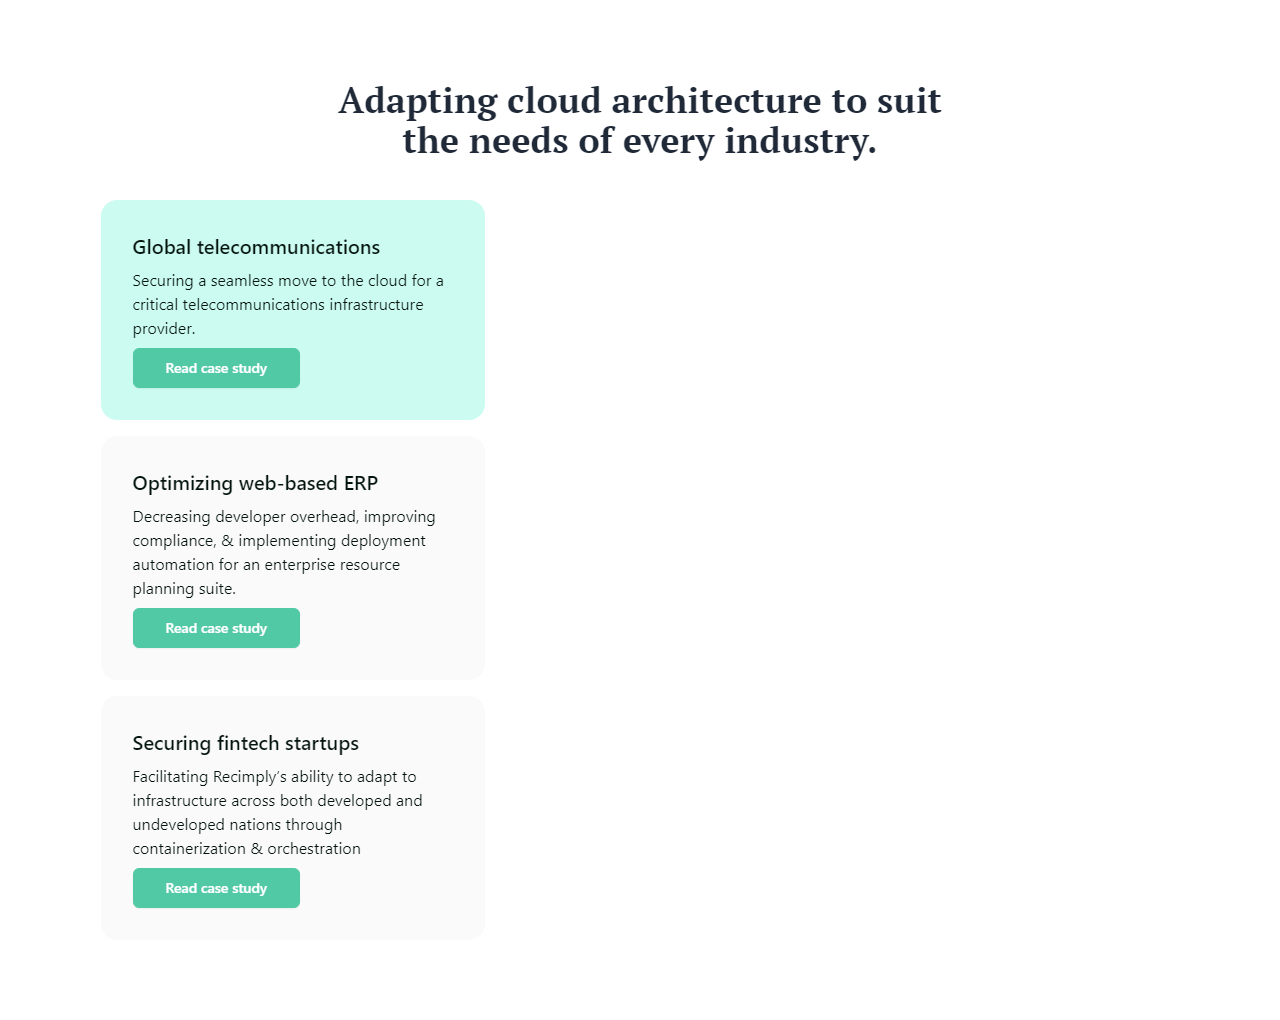 Adapting cloud architecture to suit
the needs of every industry.
Global telecommunications
Securing a seamless move to the cloud for a
critical telecommunications infrastructure
provider.
Read case study
Optimizing web-based ERP
Decreasing developer overhead, improving
compliance, & implementing deployment
automation for an enterprise resource
planning suite.
Read case study
Securing fintech startups
Facilitating Recimply’s ability to adapt to
infrastructure across both developed and
undeveloped nations through
containerization & orchestration
Read case study